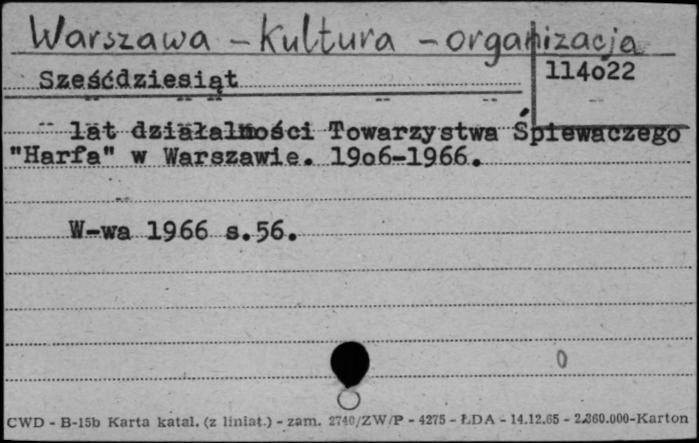 Warszawa - Kultura - organizacja
Sześćdziesiąt
114o22
lat działalności Towarzystwa Śpiewaczego
"Harfa" w Warszawie. 19o6-1966.
W-wa 1966 s.56.
0
CWD - B-15b Karta katal. (z liniat.) - zam. 2740/ZW/P - 4275 - ŁDA - 14.12.65 - 2.360.000-Karton